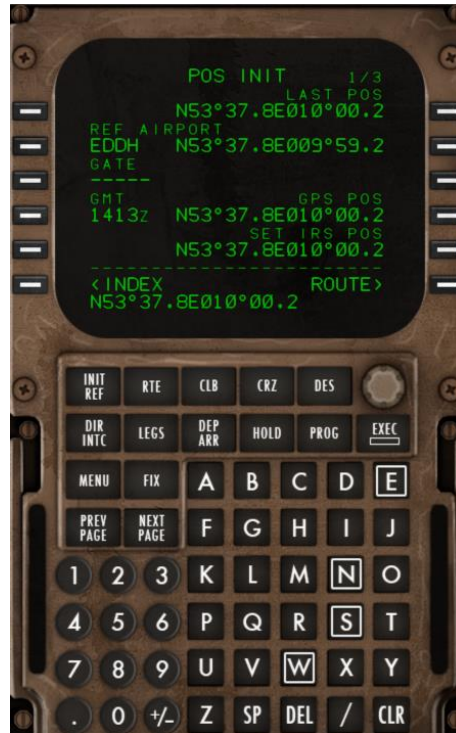 POS INIT 1/3
LAST POS
N53°37.8E010°00.2
REF AIRPORT
EDDH N53°37.8E009°59.2
GATE
-----
GMT GPS POS
1413Z N53°37.8E010°00.2
SET IRS POS
N53°37.8E010°00.2
<INDEX ROUTE>
N53°37.8E010°00.2
INIT REF RTE CLB CRZ DES
DIR INTC LEGS DEP ARR HOLD PROG EXEC
MENU FIX A B C D E
PREV PAGE NEXT PAGE F G H I J
1 2 3 K L M N O
4 5 6 P Q R S T
7 8 9 U V W X Y
. 0 +/- Z SP DEL / CLR